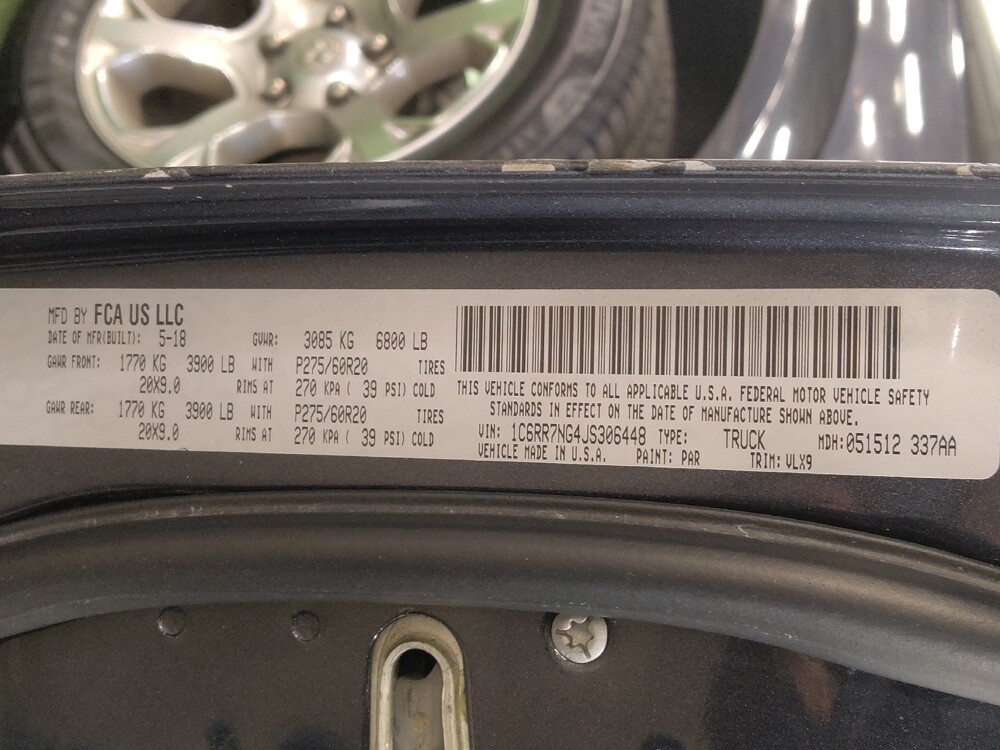 MFD BY FCA US LLC
DATE OF MFR(BUILT): 5-18 GVWR: 3085 KG 6800 LB
GAWR FRONT: 1770 KG 3900 LB WITH P275/60R20 TIRES
20X9.0 RIMS AT 270 KPA ( 39 PSI) COLD
GAWR REAR: 1770 KG 3900 LB WITH P275/60R20 TIRES
20X9.0 RIMS AT 270 KPA ( 39 PSI) COLD
THIS VEHICLE CONFORMS TO ALL APPLICABLE U.S.A. FEDERAL MOTOR VEHICLE SAFETY
STANDARDS IN EFFECT ON THE DATE OF MANUFACTURE SHOWN ABOVE.
VIN: 1C6RR7NG4JS306448 TYPE: TRUCK MDH:051512 337AA
VEHICLE MADE IN U.S.A. PAINT: PAR TRIM: VLX9